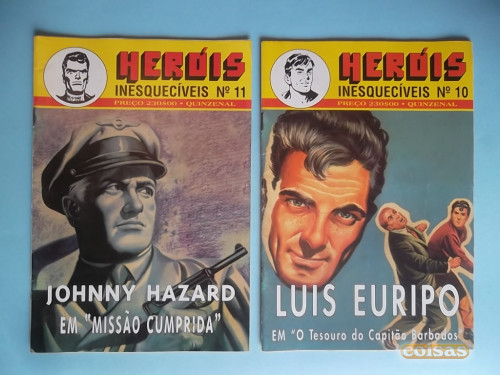 HERÓIS
INESQUECÍVEIS Nº 11
PREÇO 230$00 • QUINZENAL
JOHNNY HAZARD
EM "MISSÃO CUMPRIDA"
HERÓIS
INESQUECÍVEIS Nº 10
PREÇO 230$00 • QUINZENAL
LUIS EURIPO
EM "O Tesouro do Capitão Barbados
coisas